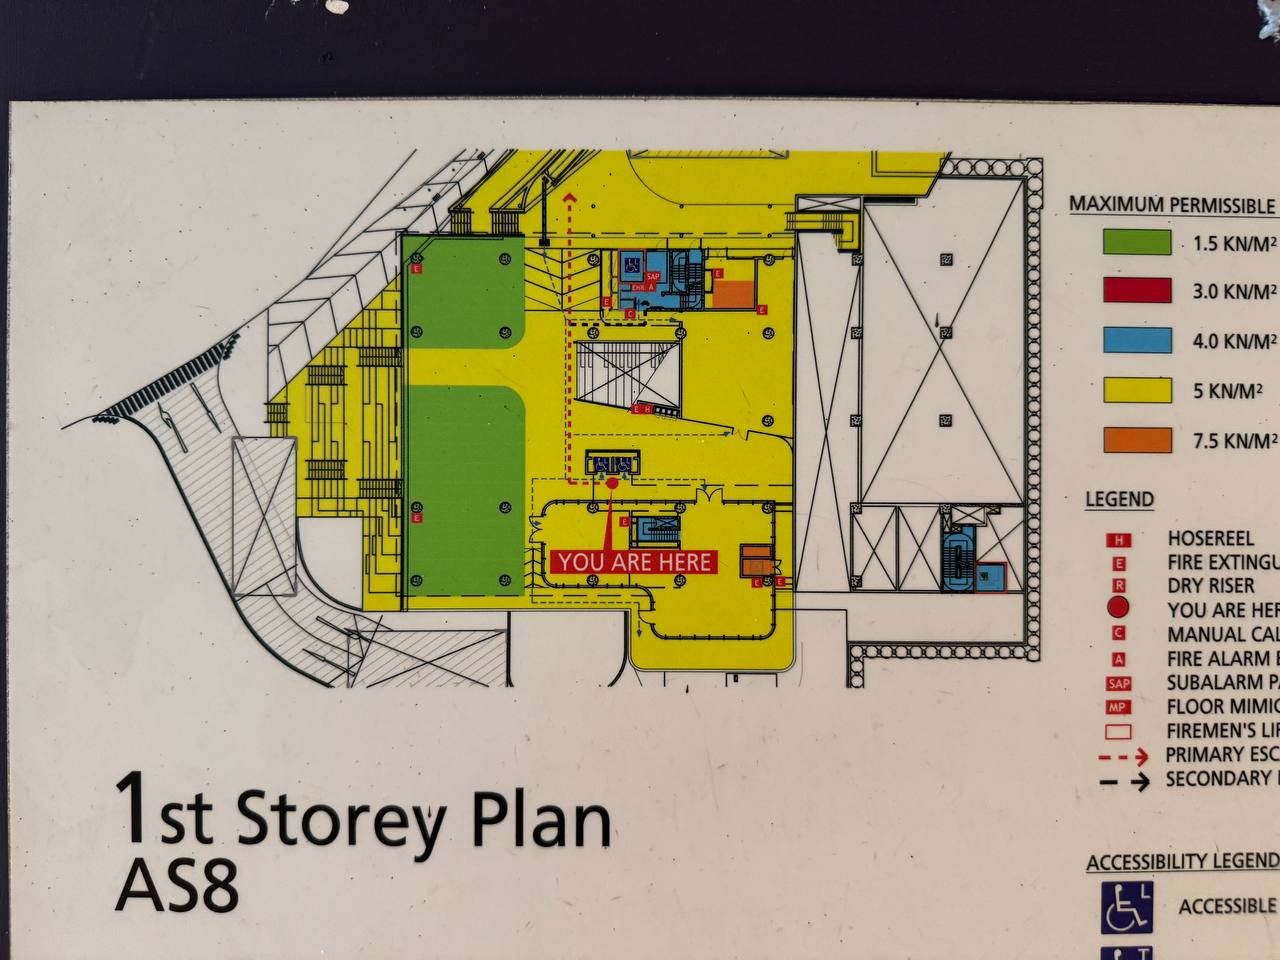 MAXIMUM PERMISSIBLE
1.5 KN/M²
3.0 KN/M²
4.0 KN/M²
5 KN/M²
7.5 KN/M²
LEGEND
H HOSEREEL
E FIRE EXTINGU
R DRY RISER
YOU ARE HER
C MANUAL CAL
A FIRE ALARM
SAP SUBALARM PA
MP FLOOR MIMIC
FIREMEN'S LIF
PRIMARY ESC
SECONDARY
ACCESSIBILITY LEGEND
L ACCESSIBLE
T
E
E
SAP
EHR A
E
E
C
E
E H
E
E
YOU ARE HERE
E E
1st Storey Plan
AS8